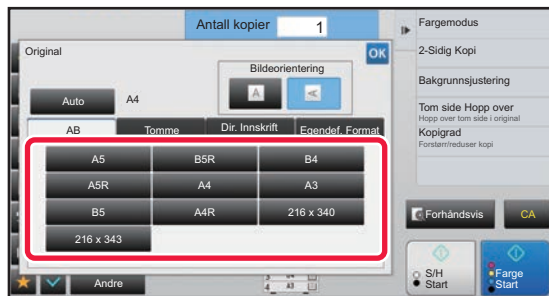 Antall kopier 1
Original
OK
Bildeorientering
A A
Auto A4
AB Tomme Dir. Innskrift Egendef. Format
A5 B5R B4
A5R A4 A3
B5 A4R 216 x 340
216 x 343
Andre
Fargemodus
2-Sidig Kopi
Bakgrunnsjustering
Tom side Hopp over
Hopp over tom side i original
Kopigrad
Forstørr/reduser kopi
Forhåndsvis CA
S/H
Start
Farge
Start